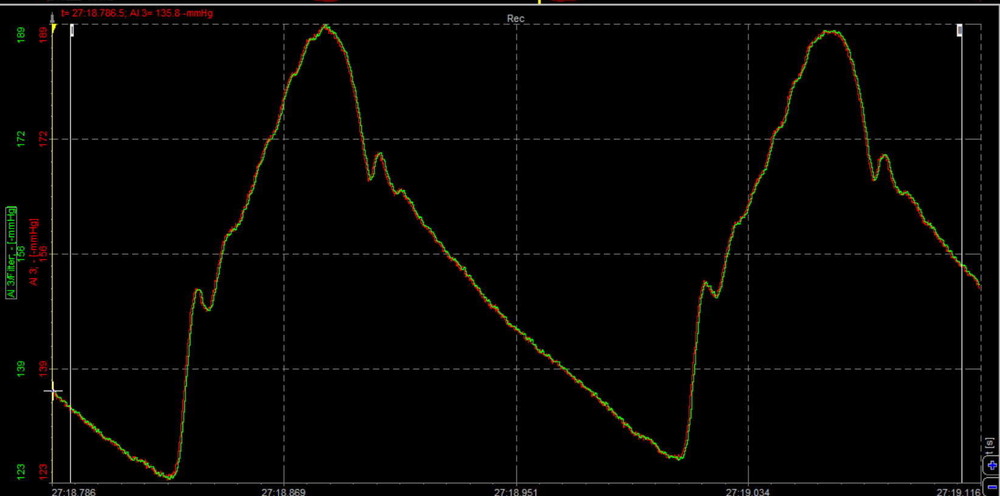 t= 27:18.786.5; AI 3= 135.8 -mmHg
Rec
189 189
172 172
156 156
139 139
123 123
AI 3/Filter, - [-mmHg]
AI 3; - [-mmHg]
t [s]
27:18.786 27:18.869 27:18.951 27:19.034 27:19.116